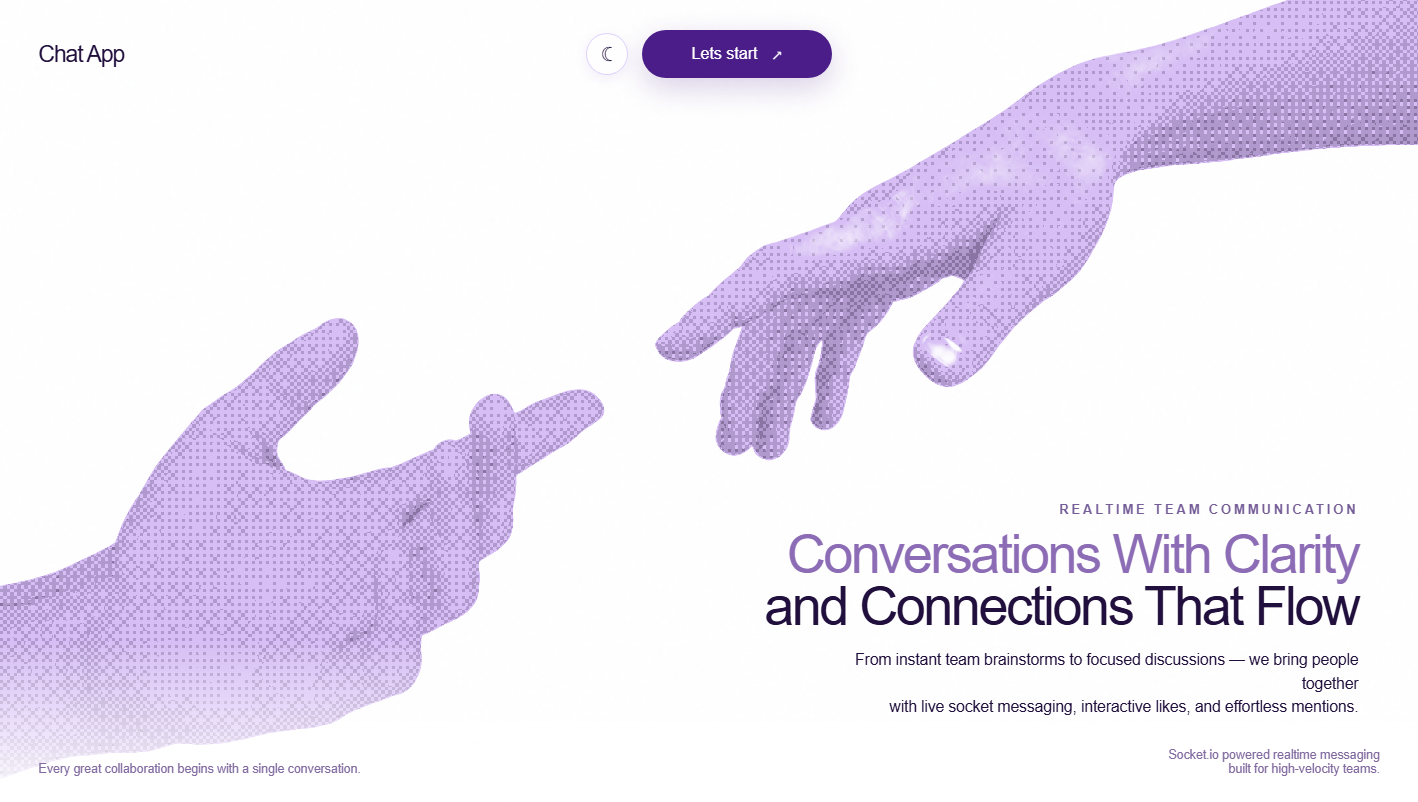 Chat App
Lets start ↗
REALTIME TEAM COMMUNICATION
Conversations With Clarity
and Connections That Flow
From instant team brainstorms to focused discussions — we bring people
together
with live socket messaging, interactive likes, and effortless mentions.
Every great collaboration begins with a single conversation.
Socket.io powered realtime messaging
built for high-velocity teams.